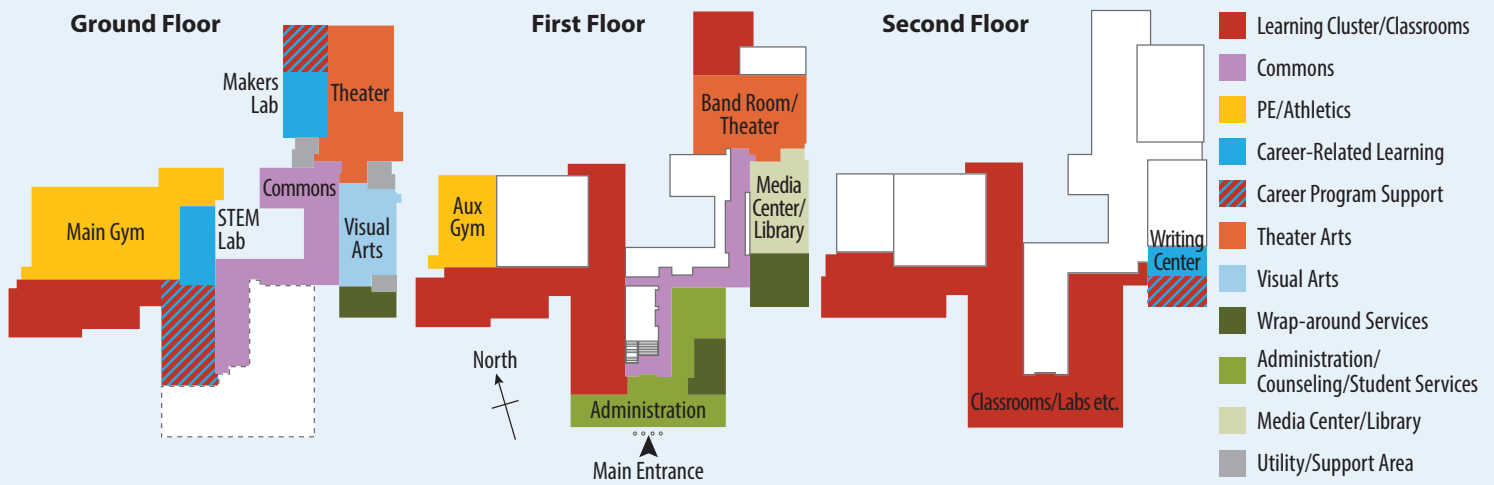 Ground Floor
Makers
Lab
Theater
Commons
Main Gym
STEM
Lab
Visual
Arts
First Floor
Band Room/
Theater
Aux
Gym
Media
Center/
Library
North
Administration
Main Entrance
Second Floor
Writing
Center
Classrooms/Labs etc.
Learning Cluster/Classrooms
Commons
PE/Athletics
Career-Related Learning
Career Program Support
Theater Arts
Visual Arts
Wrap-around Services
Administration/
Counseling/Student Services
Media Center/Library
Utility/Support Area